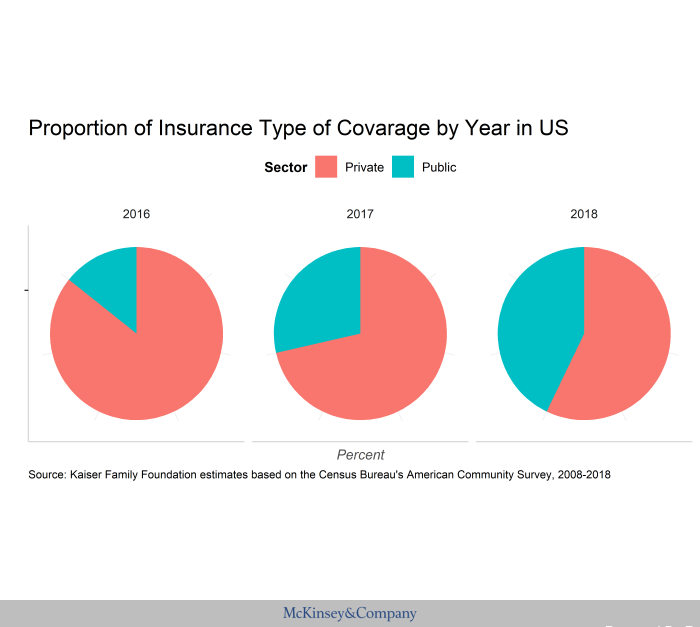 Proportion of Insurance Type of Covarage by Year in US
Sector Private Public
2016 2017 2018
Percent
Source: Kaiser Family Foundation estimates based on the Census Bureau's American Community Survey, 2008-2018
McKinsey&Company